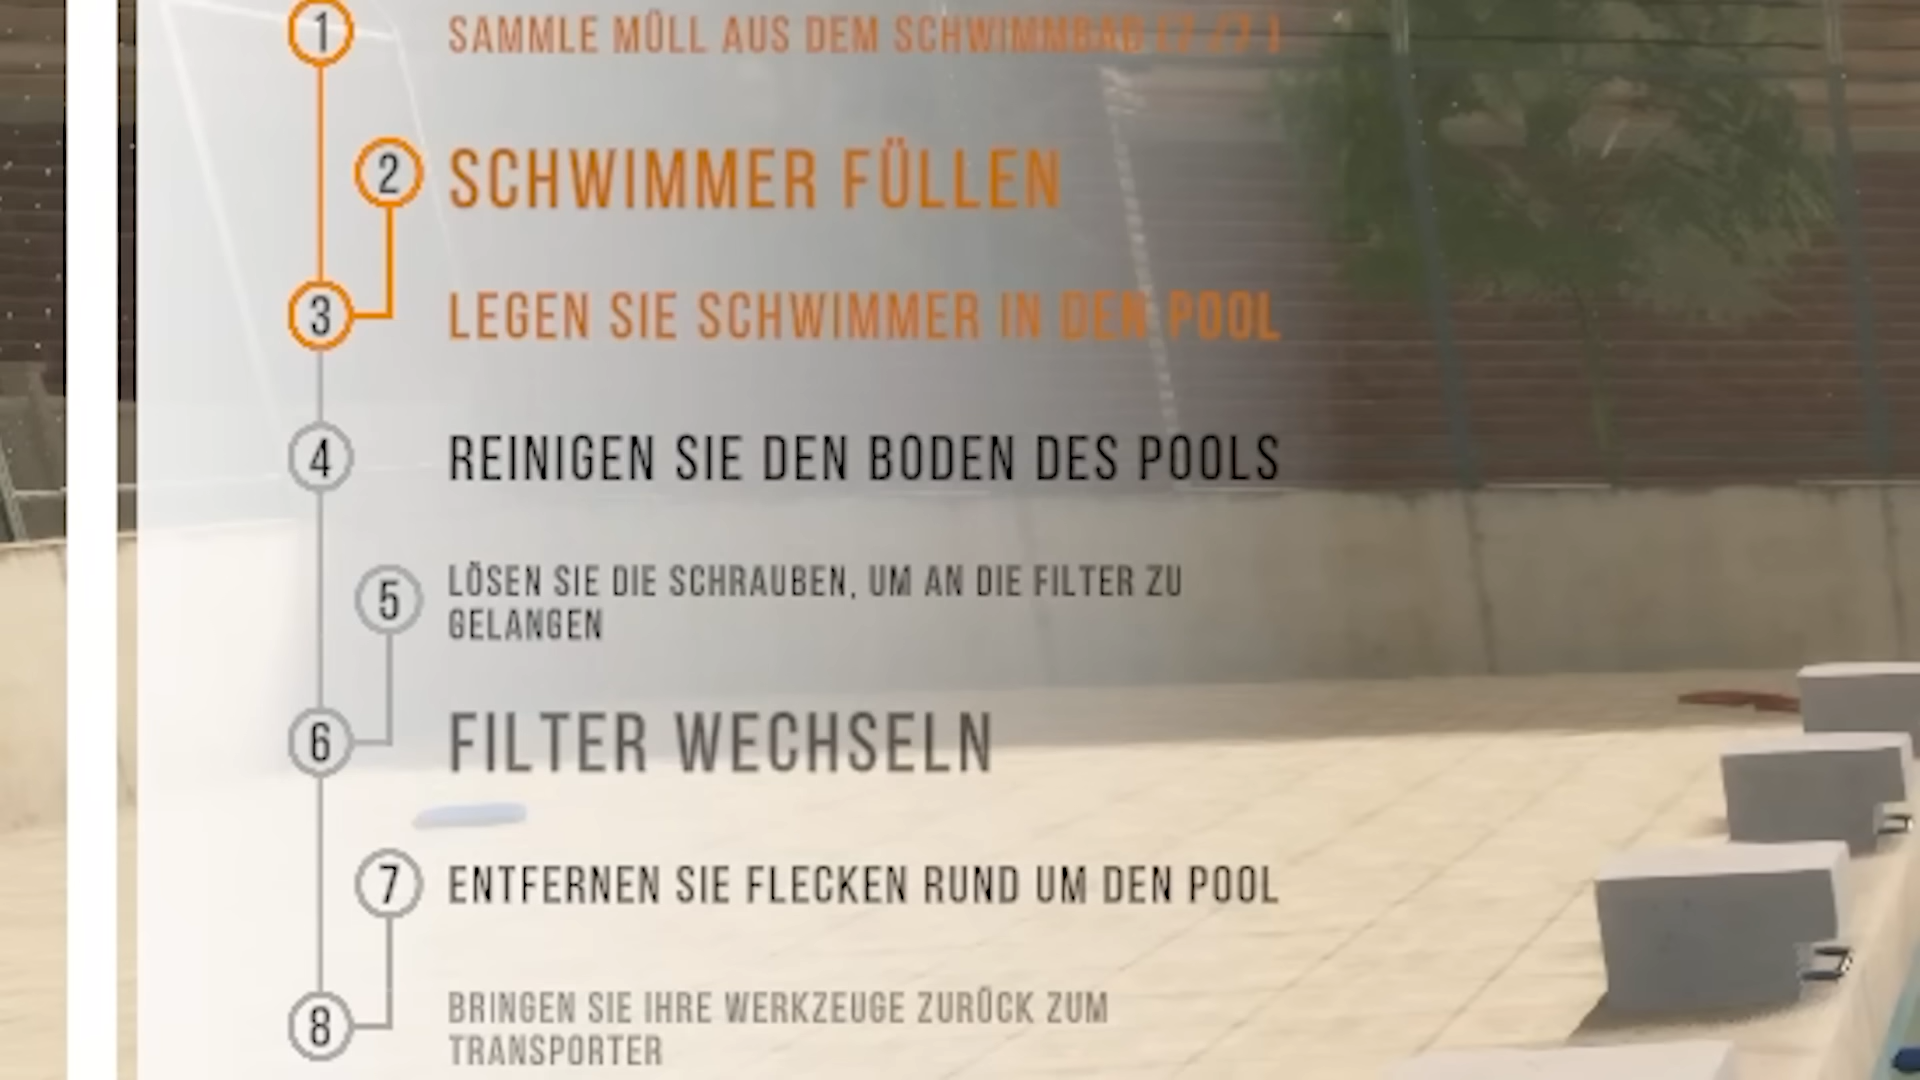 1 SAMMLE MÜLL AUS DEM SCHWIMMBAD (7 /7 )
2 SCHWIMMER FÜLLEN
3 LEGEN SIE SCHWIMMER IN DEN POOL
4 REINIGEN SIE DEN BODEN DES POOLS
5 LÖSEN SIE DIE SCHRAUBEN, UM AN DIE FILTER ZU
GELANGEN
6 FILTER WECHSELN
7 ENTFERNEN SIE FLECKEN RUND UM DEN POOL
8 BRINGEN SIE IHRE WERKZEUGE ZURÜCK ZUM
TRANSPORTER